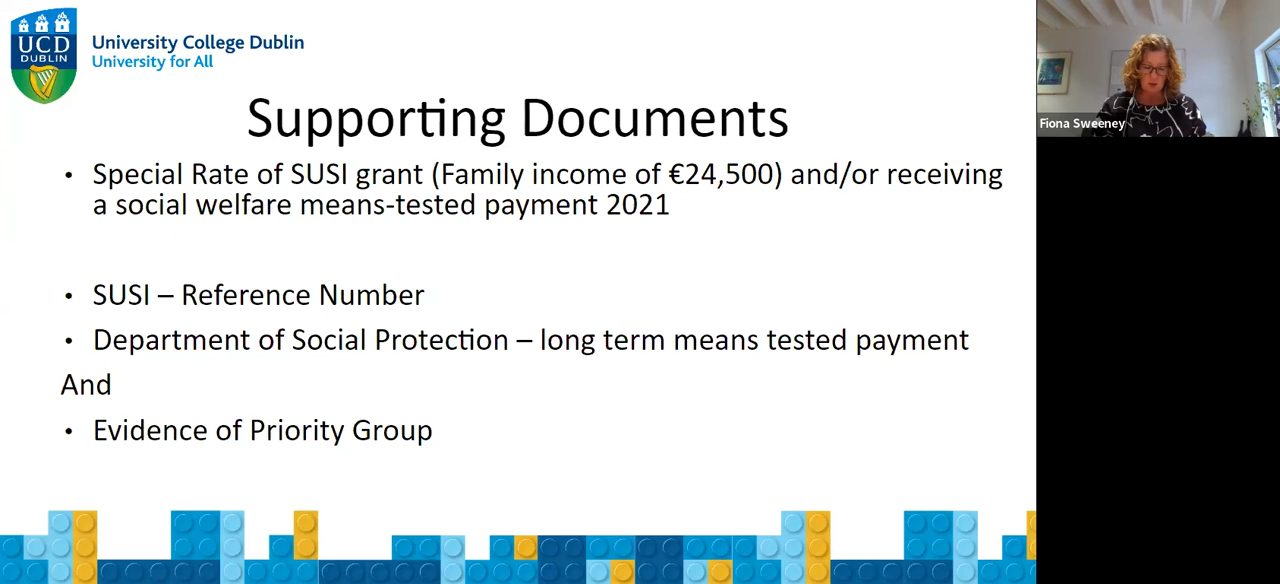 UCD
DUBLIN
University College Dublin
University for All
Supporting Documents
• Special Rate of SUSI grant (Family income of €24,500) and/or receiving
a social welfare means-tested payment 2021
• SUSI – Reference Number
• Department of Social Protection – long term means tested payment
And
• Evidence of Priority Group
Fiona Sweeney